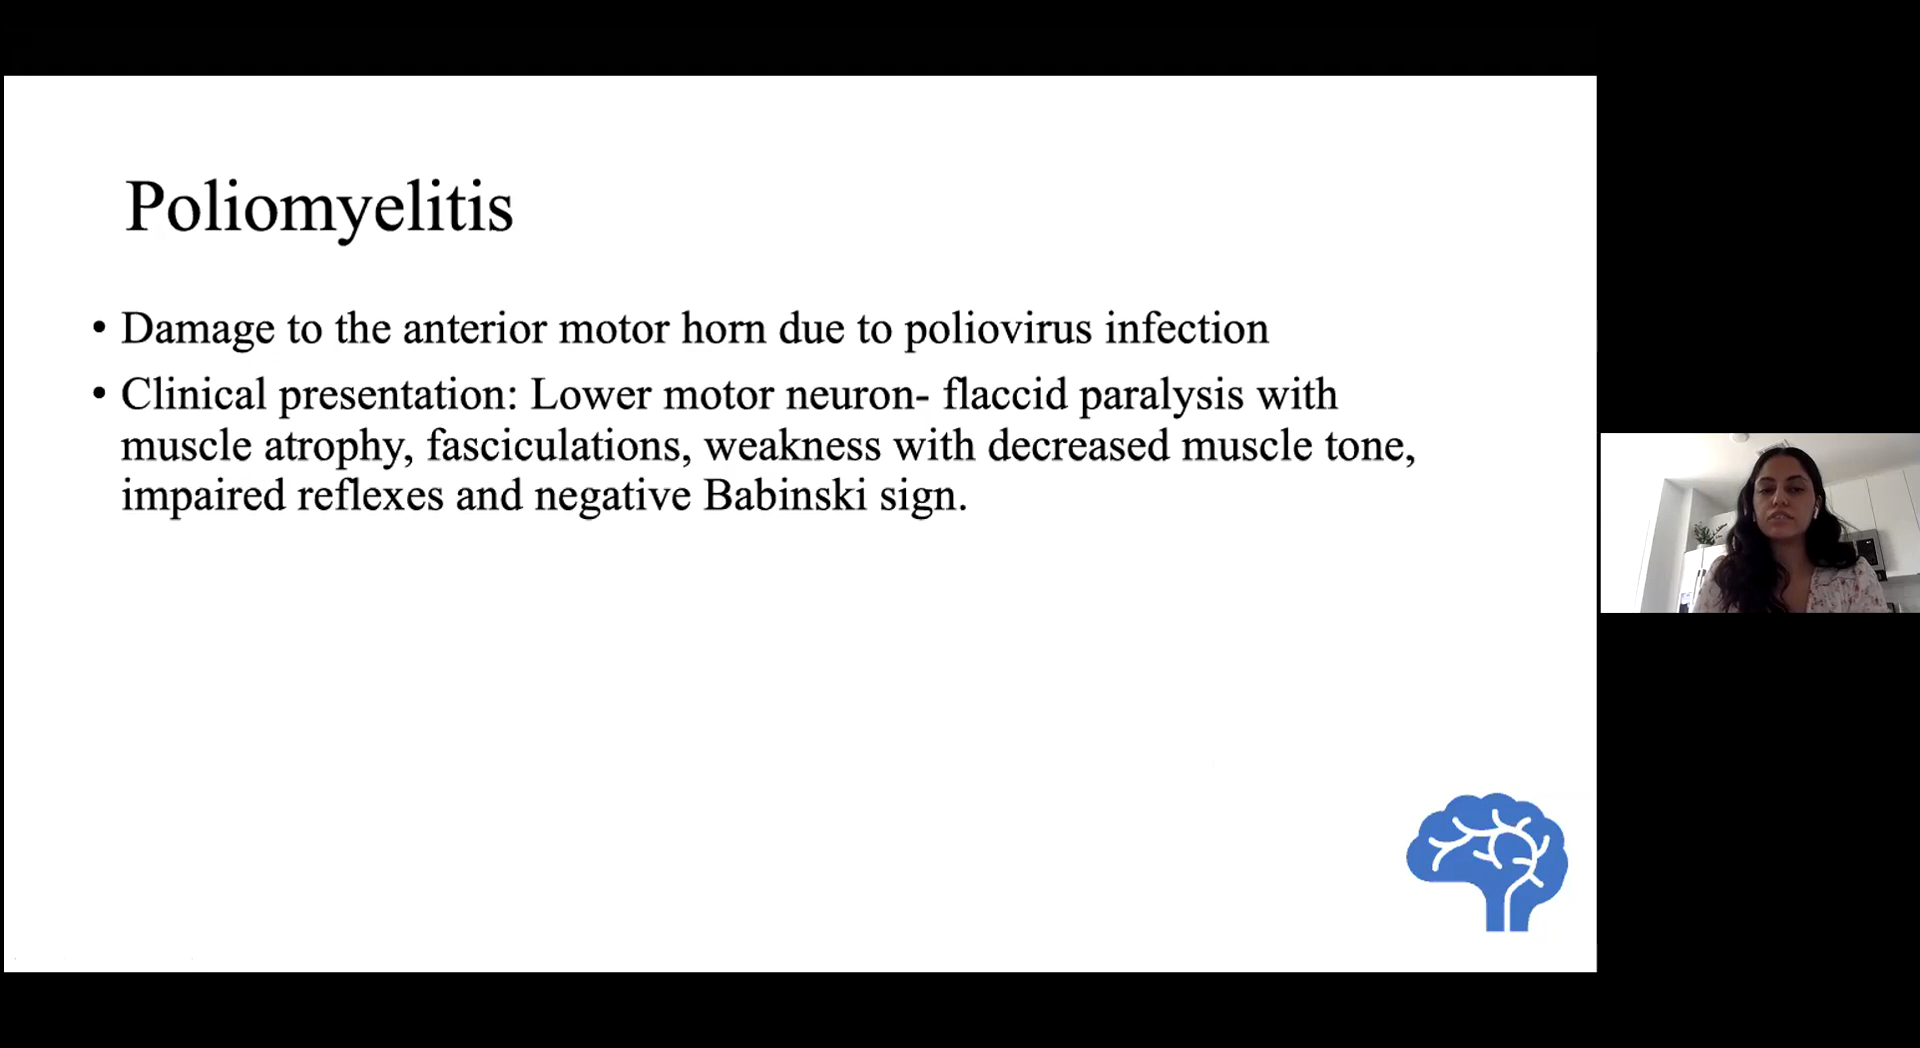 Poliomyelitis
• Damage to the anterior motor horn due to poliovirus infection
• Clinical presentation: Lower motor neuron- flaccid paralysis with
muscle atrophy, fasciculations, weakness with decreased muscle tone,
impaired reflexes and negative Babinski sign.